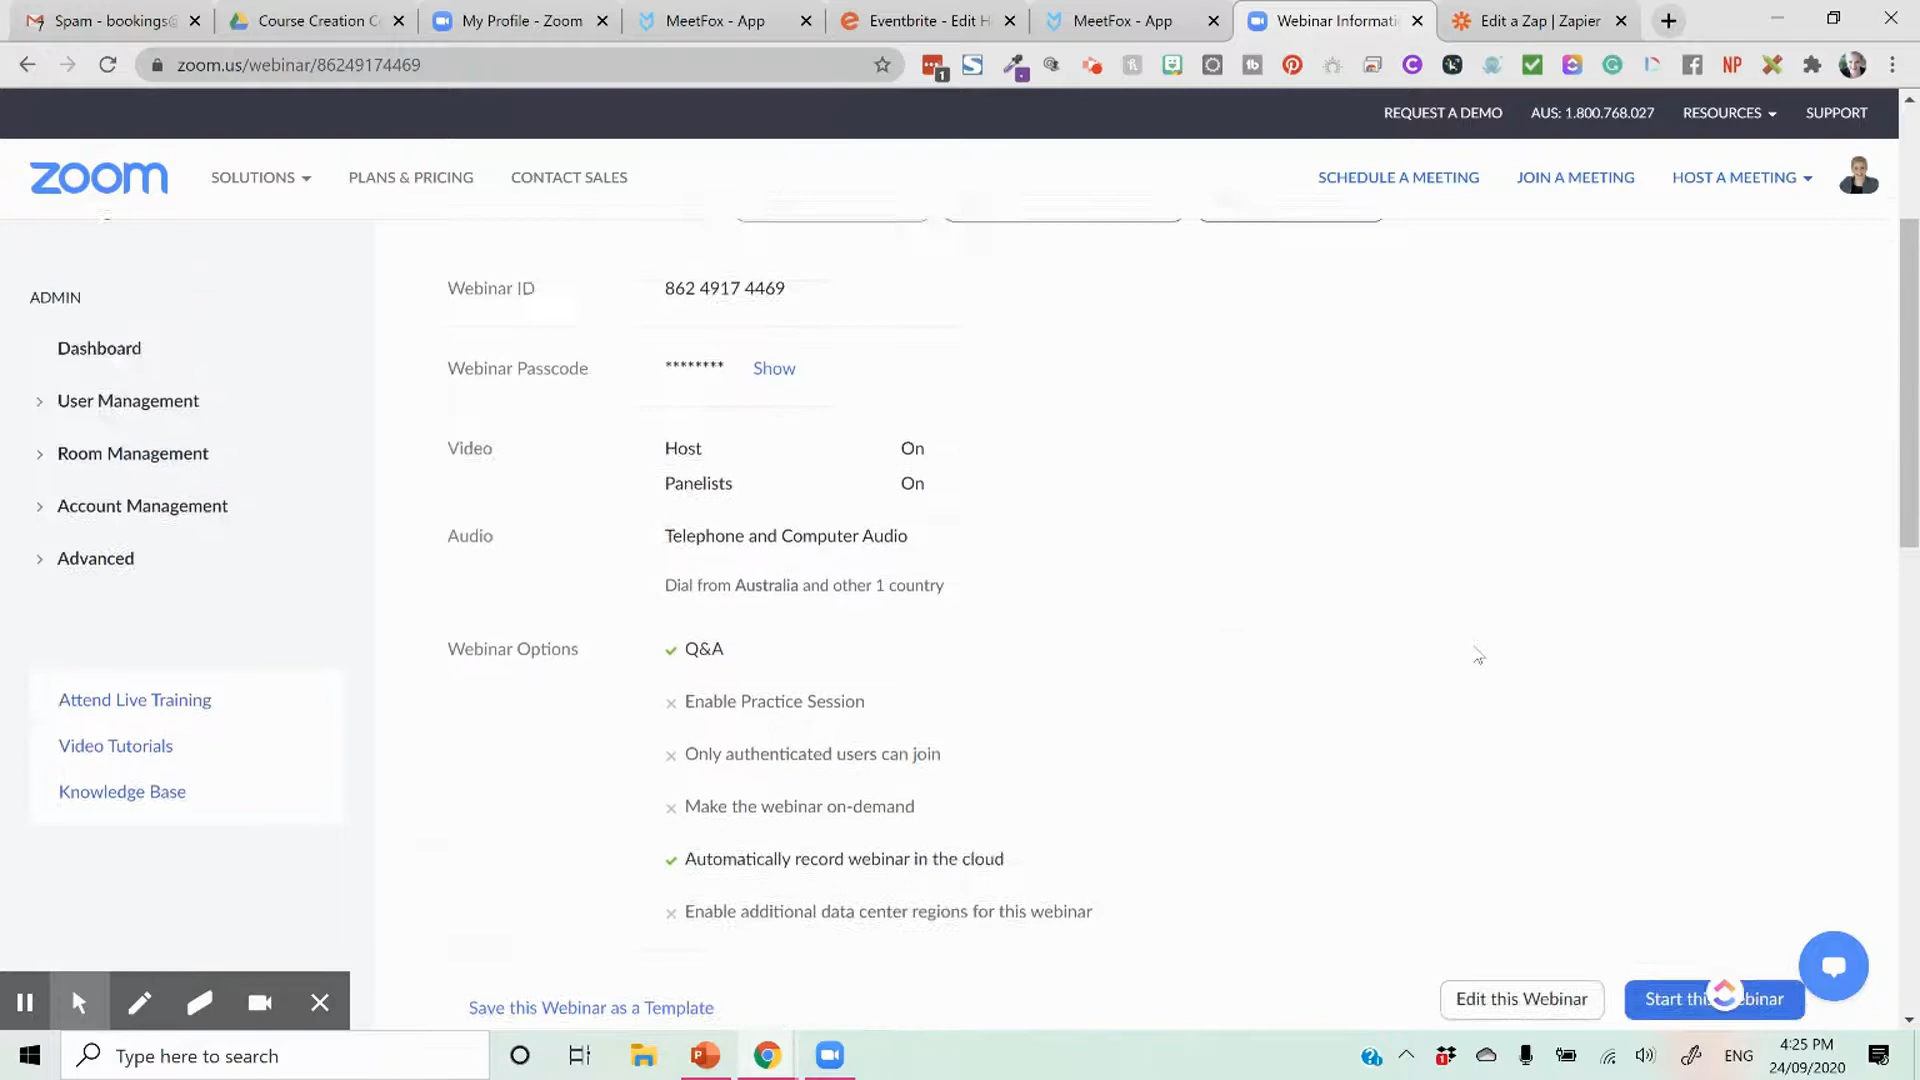 Spam - bookings@
Course Creation C
My Profile - Zoom
MeetFox - App
Eventbrite - Edit H
MeetFox - App
Webinar Informati
Edit a Zap | Zapier
zoom.us/webinar/86249174469
REQUEST A DEMO
AUS: 1.800.768.027
RESOURCES
SUPPORT
zoom
SOLUTIONS
PLANS & PRICING
CONTACT SALES
SCHEDULE A MEETING
JOIN A MEETING
HOST A MEETING
ADMIN
Dashboard
User Management
Room Management
Account Management
Advanced
Attend Live Training
Video Tutorials
Knowledge Base
Webinar ID
862 4917 4469
Webinar Passcode
******** Show
Video
Host On
Panelists On
Audio
Telephone and Computer Audio
Dial from Australia and other 1 country
Webinar Options
Q&A
Enable Practice Session
Only authenticated users can join
Make the webinar on-demand
Automatically record webinar in the cloud
Enable additional data center regions for this webinar
Save this Webinar as a Template
Edit this Webinar
Type here to search
ENG
4:25 PM
24/09/2020